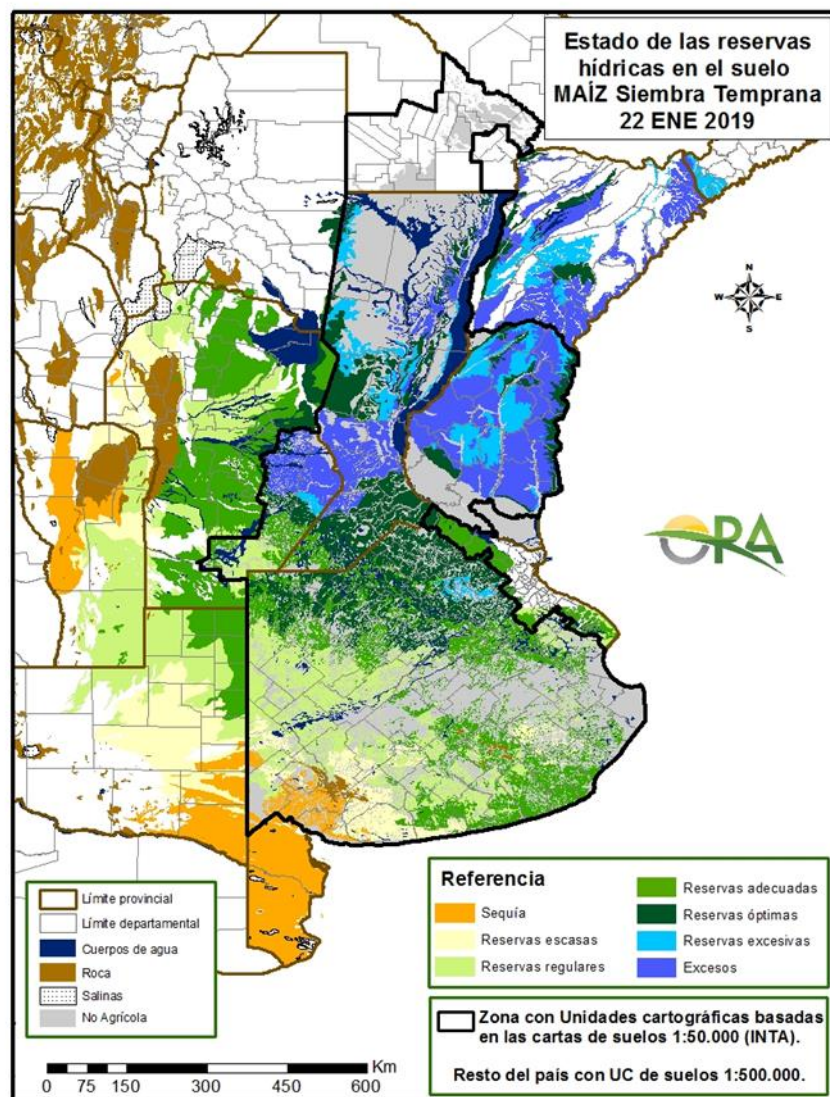 Estado de las reservas
hídricas en el suelo
MAÍZ Siembra Temprana
22 ENE 2019
N
W
E
S
ORA
Límite provincial
Límite departamental
Cuerpos de agua
Roca
Salinas
No Agrícola
Referencia
Sequía
Reservas escasas
Reservas regulares
Reservas adecuadas
Reservas óptimas
Reservas excesivas
Excesos
Zona con Unidades cartográficas basadas
en las cartas de suelos 1:50.000 (INTA).
Resto del país con UC de suelos 1:500.000.
Km
0 75 150 300 450 600